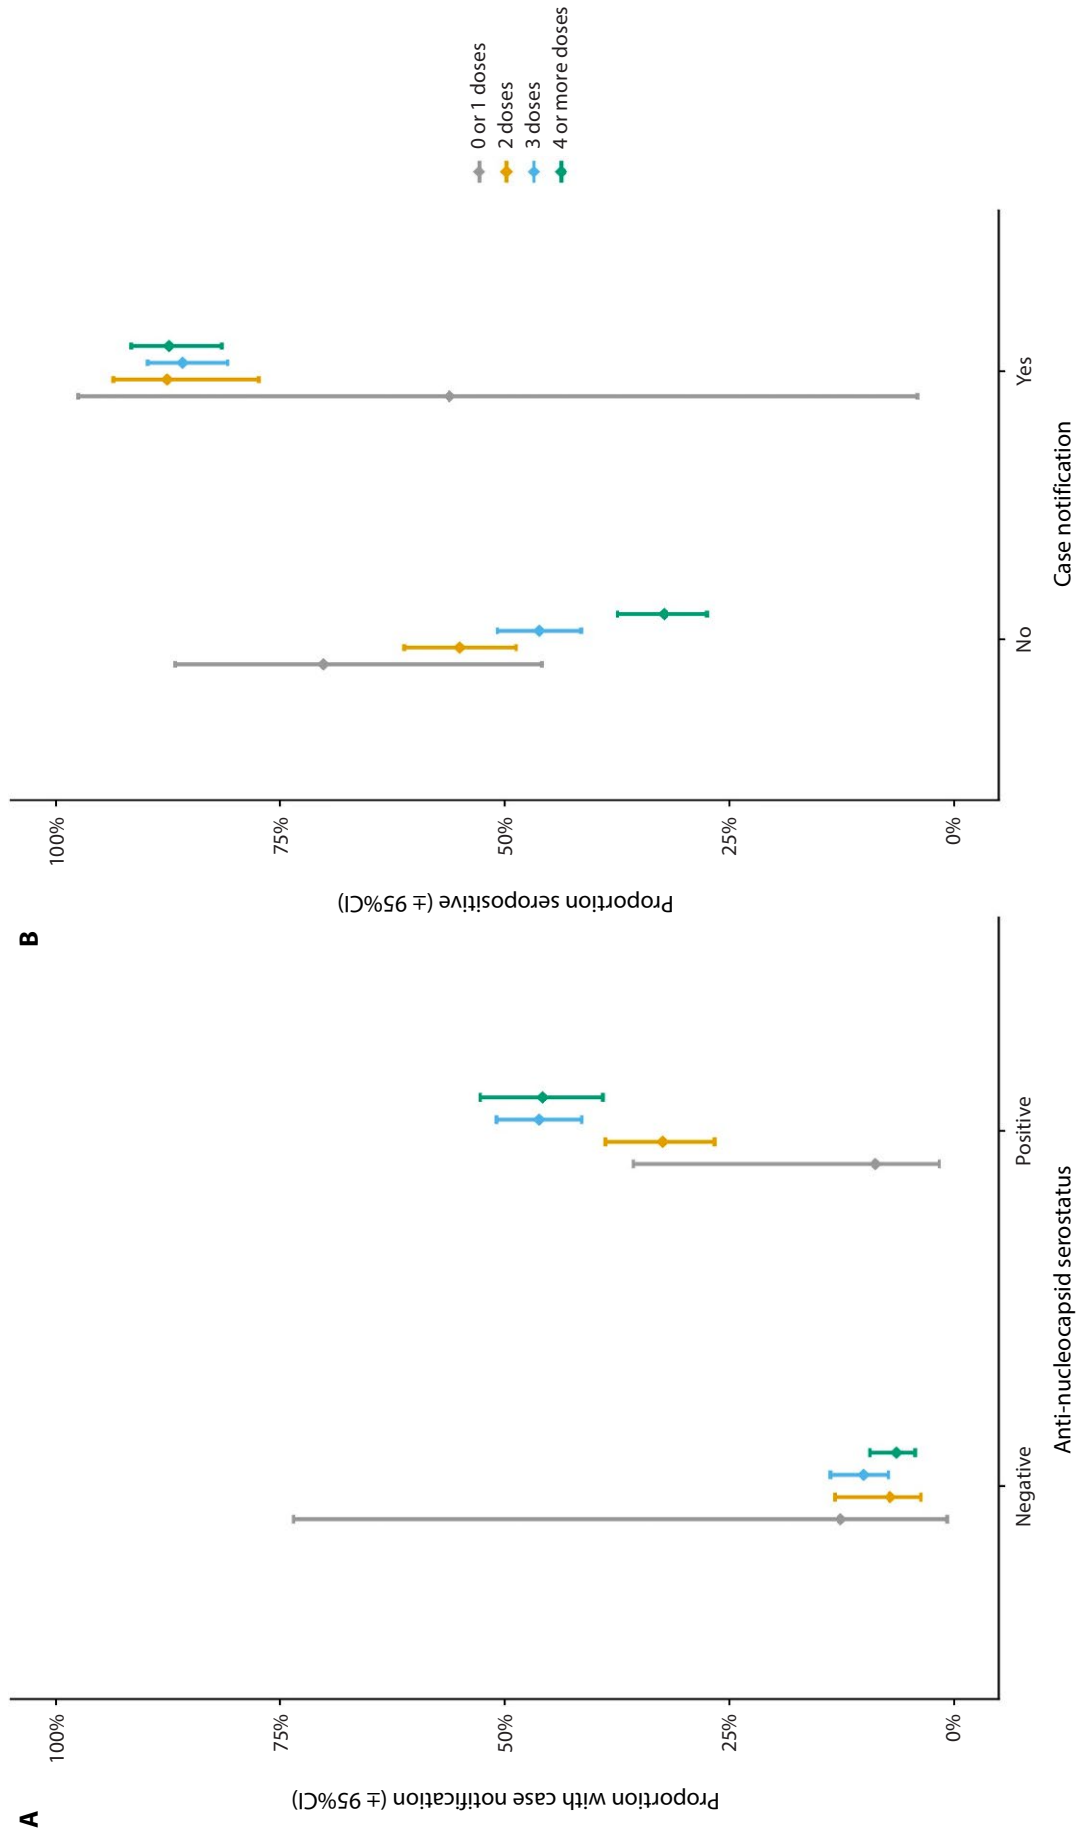 A
Proportion with case notification (± 95%CI)
100%
75%
50%
25%
0%
Negative
Positive
Anti-nucleocapsid serostatus
B
Proportion seropositive (± 95%CI)
100%
75%
50%
25%
0%
No
Yes
Case notification
0 or 1 doses
2 doses
3 doses
4 or more doses